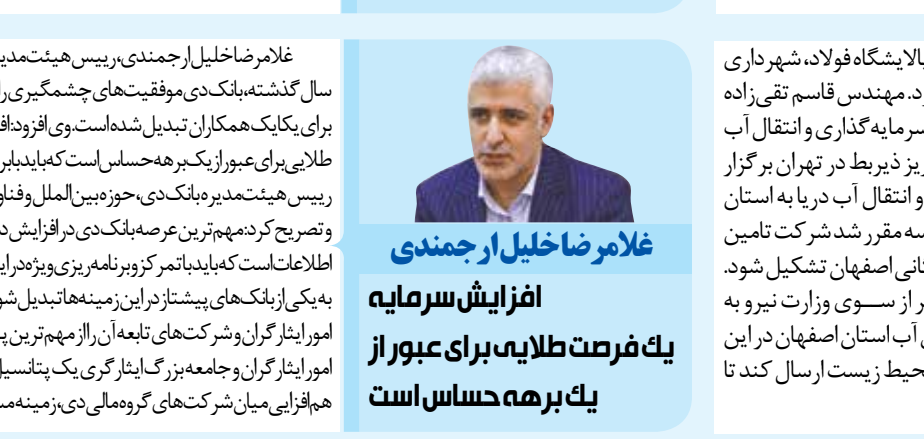 بالایشگاه فولاد، شهرداری
رد. مهندس قاسم تقی‌زاده
سرمایه‌گذاری و انتقال آب
ریز ذیربط در تهران برگزار
و انتقال آب دریا به استان
سه مقرر شد شرکت تامین
کانی اصفهان تشکیل شود.
ر از ســوی وزارت نیرو به
آب استان اصفهان در این
حیط زیست ارسال کند تا
غلامرضا خلیل ارجمندی
افزایش سرمایه
یک فرصت طلایی برای عبور از
یک برهه حساس است
غلامرضا خلیل ارجمندی، رییس هیئت‌مدیر
سال گذشته، بانک دی موفقیت‌های چشمگیری را
برای یکایک همکاران تبدیل شده است. وی افزود: اف
طلایی برای عبور از یک برهه حساس است که باید با بر
رییس هیئت‌مدیره بانک دی، حوزه بین‌الملل و فناو
و تصریح کرد: مهم‌ترین عرصه بانک دی در افزایش د
اطلاعات است که باید با تمرکز و برنامه‌ریزی ویژه در ای
به یکی از بانک‌های پیشتاز در این زمینه‌ها تبدیل شو
امور ایثارگران و شرکت‌های تابعه آن را از مهم‌ترین پ
امور ایثارگران و جامعه بزرگ ایثارگری یک پتانسیل
هم‌افزایی میان شرکت‌های گروه مالی دی، زمینه‌مس